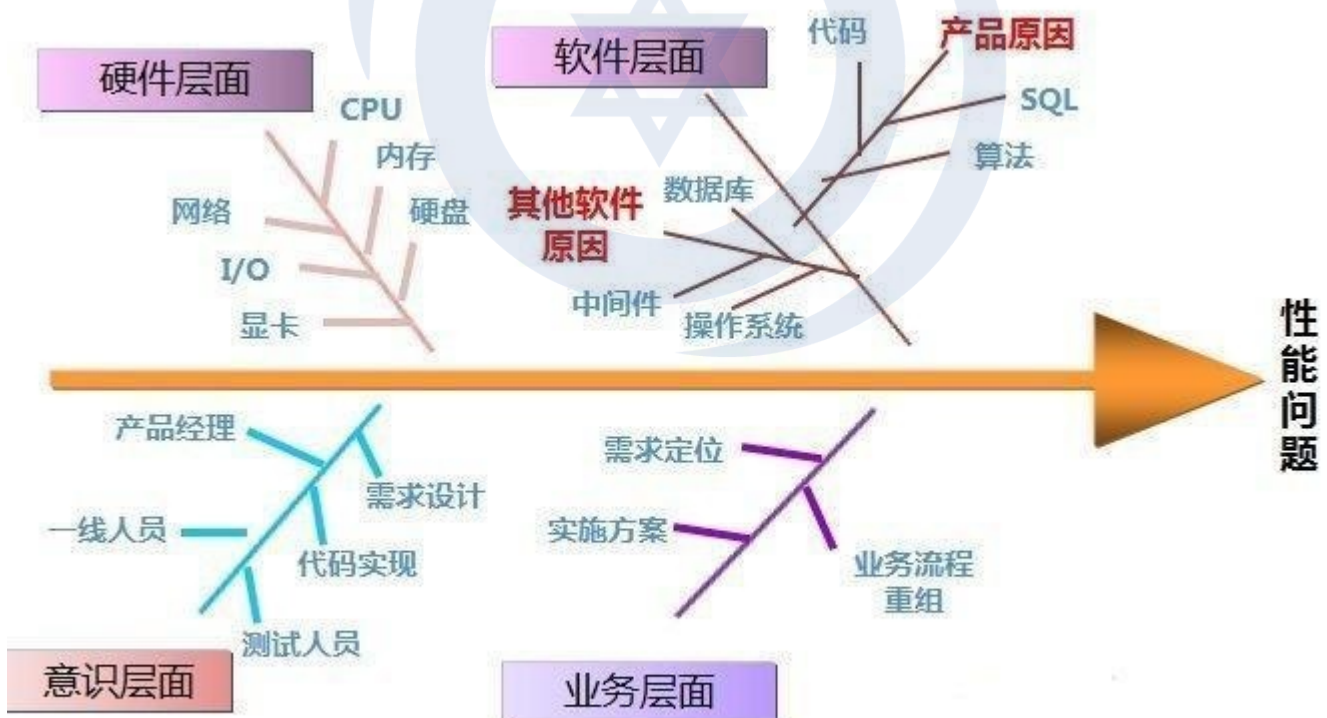 硬件层面
CPU
内存
网络
硬盘
I/O
显卡
软件层面
代码
产品原因
SQL
算法
数据库
其他软件
原因
中间件
操作系统
性能问题
产品经理
需求设计
一线人员
代码实现
测试人员
意识层面
需求定位
实施方案
业务流程
重组
业务层面